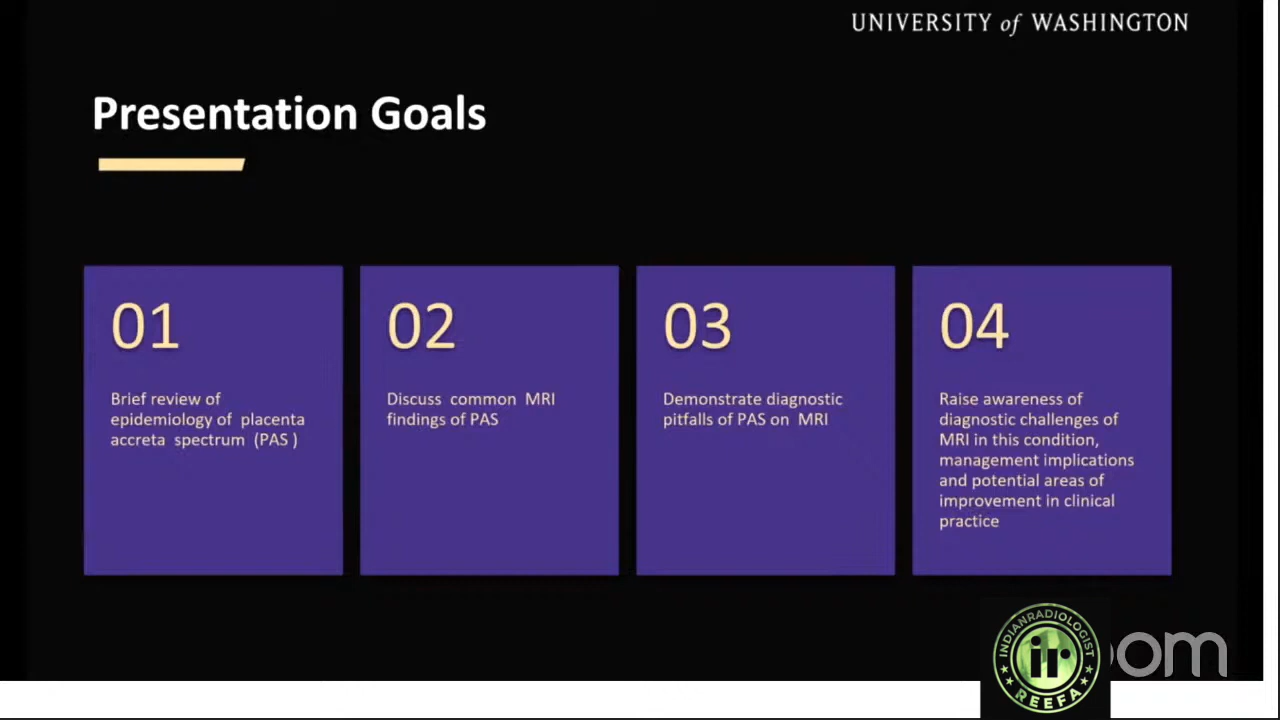 UNIVERSITY of WASHINGTON
Presentation Goals
01
Brief review of
epidemiology of placenta
accreta spectrum (PAS )
02
Discuss common MRI
findings of PAS
03
Demonstrate diagnostic
pitfalls of PAS on MRI
04
Raise awareness of
diagnostic challenges of
MRI in this condition,
management implications
and potential areas of
improvement in clinical
practice
INDIANRADIOLOGIST
ir
REEFA
oom